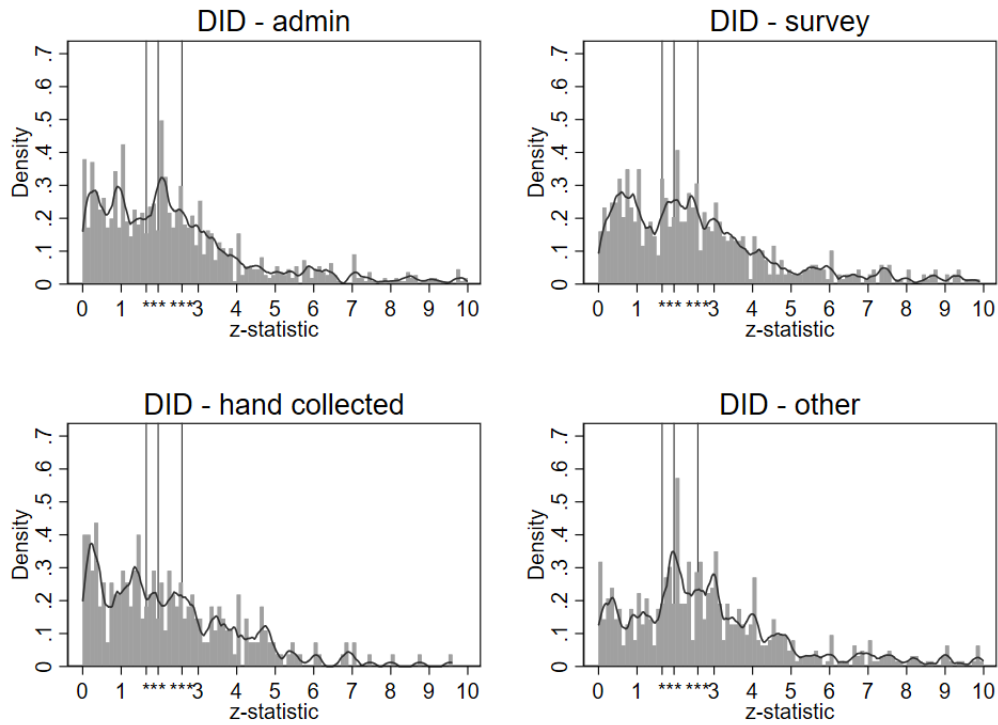 DID - admin
Density
0 .1 .2 .3 .4 .5 .6 .7
0 1 *** *** 3 4 5 6 7 8 9 10
z-statistic
DID - survey
Density
0 .1 .2 .3 .4 .5 .6 .7
0 1 *** *** 3 4 5 6 7 8 9 10
z-statistic
DID - hand collected
Density
0 .1 .2 .3 .4 .5 .6 .7
0 1 *** *** 3 4 5 6 7 8 9 10
z-statistic
DID - other
Density
0 .1 .2 .3 .4 .5 .6 .7
0 1 *** *** 3 4 5 6 7 8 9 10
z-statistic